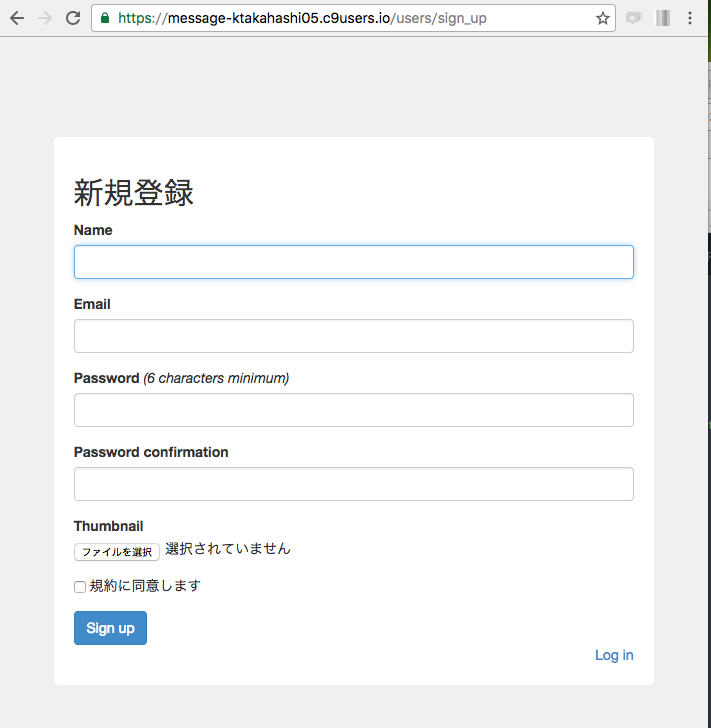 https://message-ktakahashi05.c9users.io/users/sign_up
新規登録
Name
Email
Password (6 characters minimum)
Password confirmation
Thumbnail
ファイルを選択 選択されていません
規約に同意します
Sign up
Log in